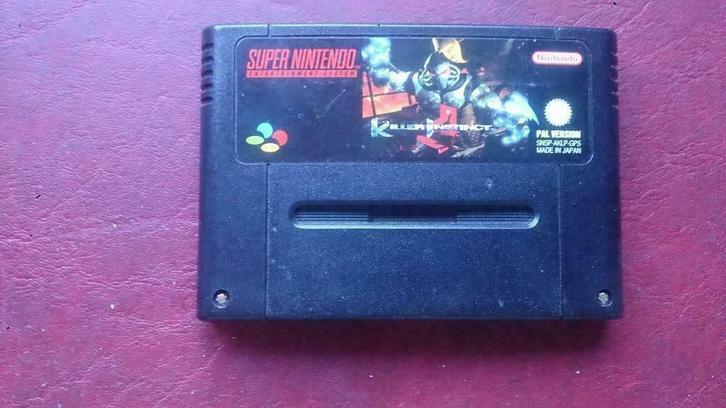 SUPER NINTENDO
ENTERTAINMENT SYSTEM
Nintendo
KILLER INSTINCT
PAL VERSION
SNSP-AKLP-GPS
MADE IN JAPAN